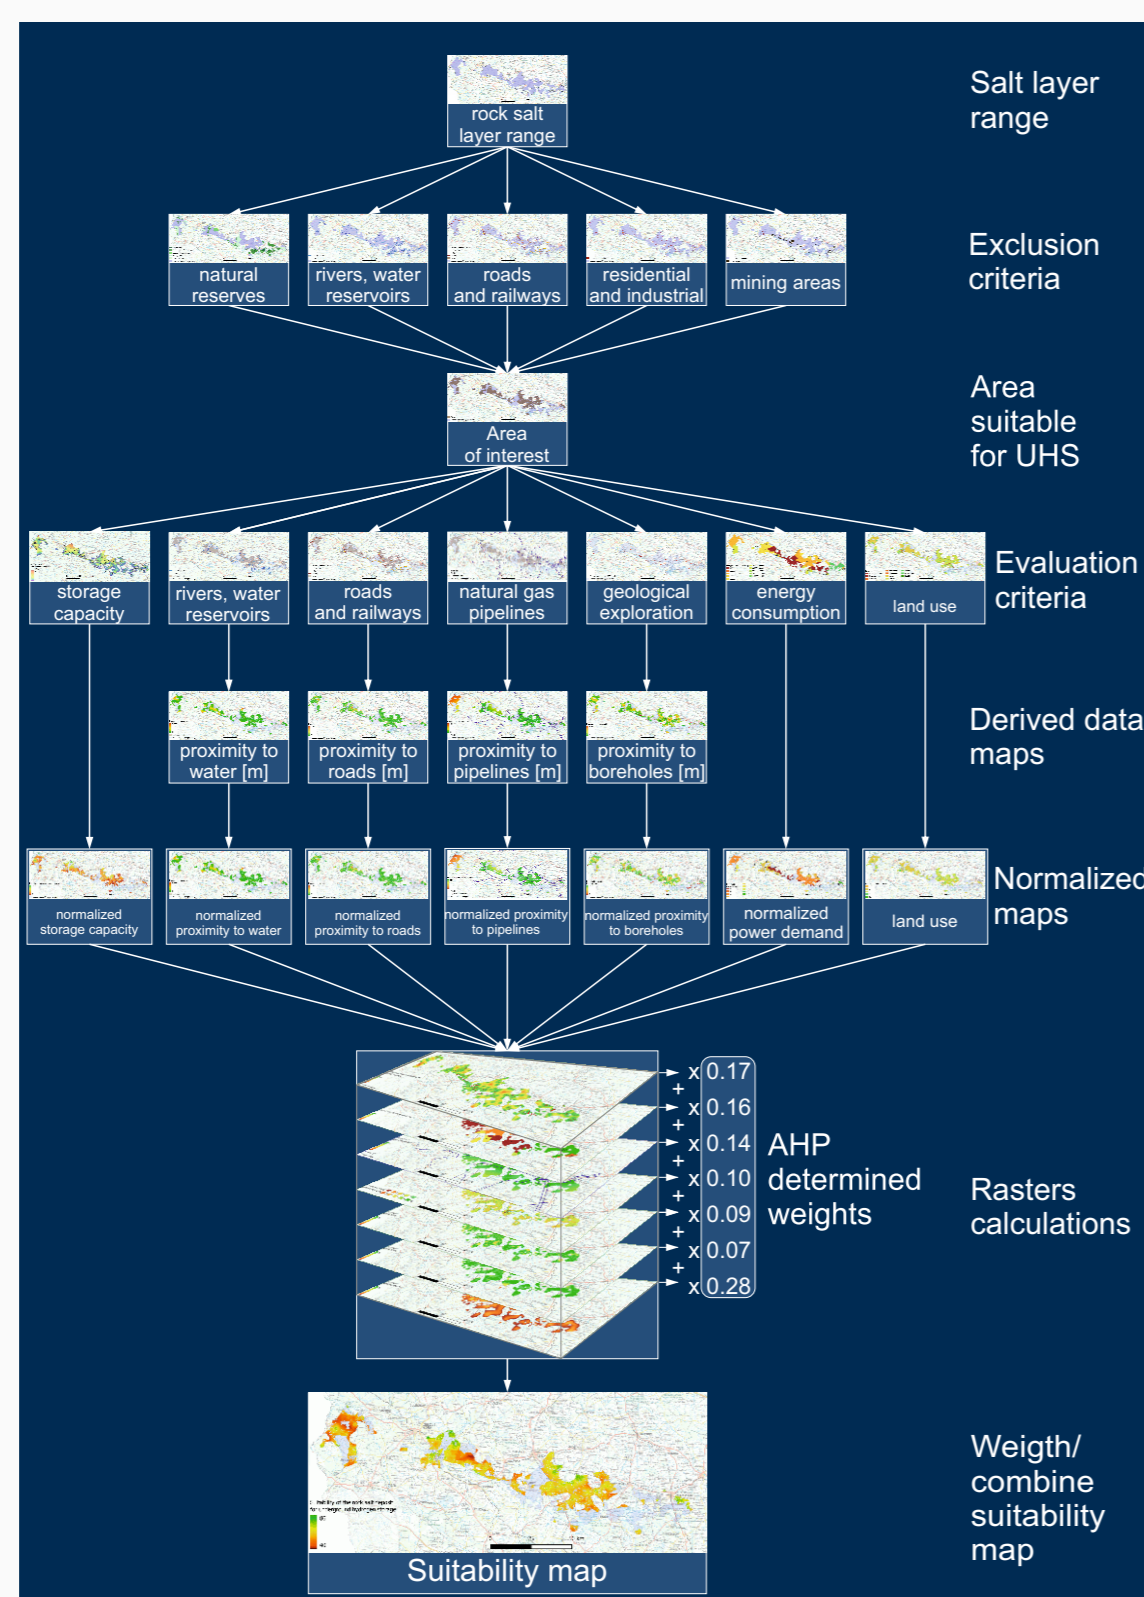 Salt layer
range
rock salt
layer range
Exclusion
criteria
natural
reserves
rivers, water
reservoirs
roads
and railways
residential
and industrial
mining areas
Area
suitable
for UHS
Area
of interest
Evaluation
criteria
storage
capacity
rivers, water
reservoirs
roads
and railways
natural gas
pipelines
geological
exploration
energy
consumption
land use
Derived data
maps
proximity to
water [m]
proximity to
roads [m]
proximity to
pipelines [m]
proximity to
boreholes [m]
Normalized
maps
normalized
storage capacity
normalized
proximity to water
normalized
proximity to roads
normalized proximity
to pipelines
normalized proximity
to boreholes
normalized
power demand
land use
x 0.17
+
x 0.16
+
x 0.14
+
x 0.10
+
x 0.09
+
x 0.07
+
x 0.28
AHP
determined
weights
Rasters
calculations
Weigth/
combine
suitability
map
Suitability map